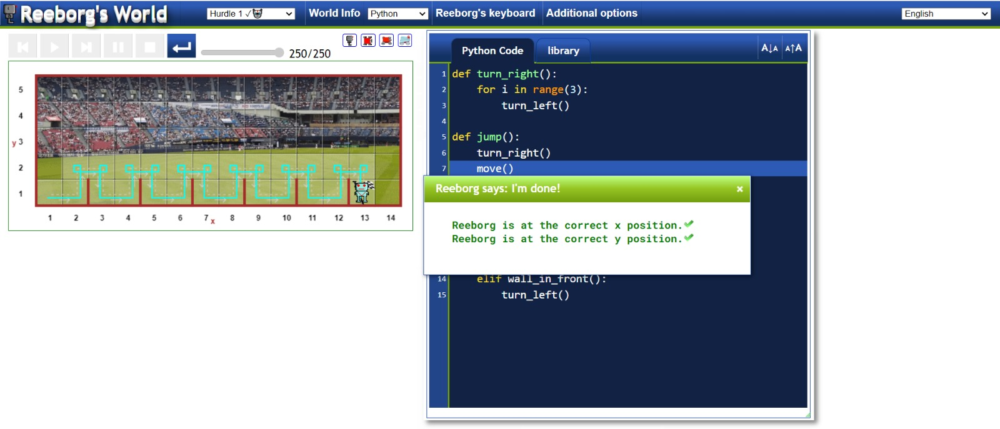 Reeborg's World
Hurdle 1 ✓
World Info
Python
Reeborg's keyboard
Additional options
English
250/250
Python Code
library
A↓A
A↑A
5
4
y 3
2
1
1 2 3 4 5 6 7 x 8 9 10 11 12 13 14
1 def turn_right():
2 for i in range(3):
3 turn_left()
4
5 def jump():
6 turn_right()
7 move()
Reeborg says: I'm done!
×
Reeborg is at the correct x position.✔
Reeborg is at the correct y position.✔
14 elif wall_in_front():
15 turn_left()